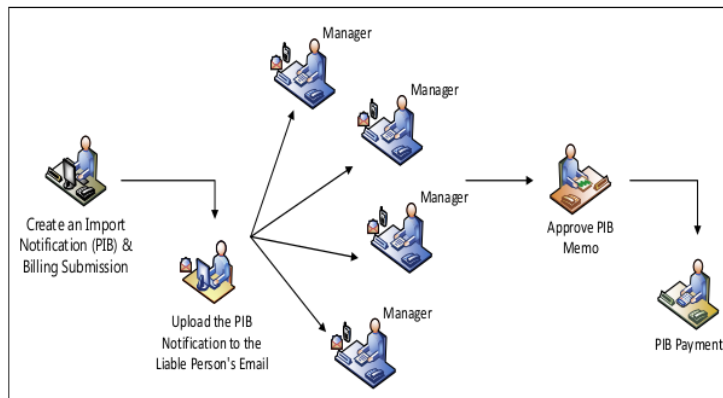 Manager
Manager
Create an Import
Notification (PIB) &
Billing Submission
Upload the PIB
Notification to the
Liable Person's Email
Manager
Manager
Approve PIB
Memo
PIB Payment